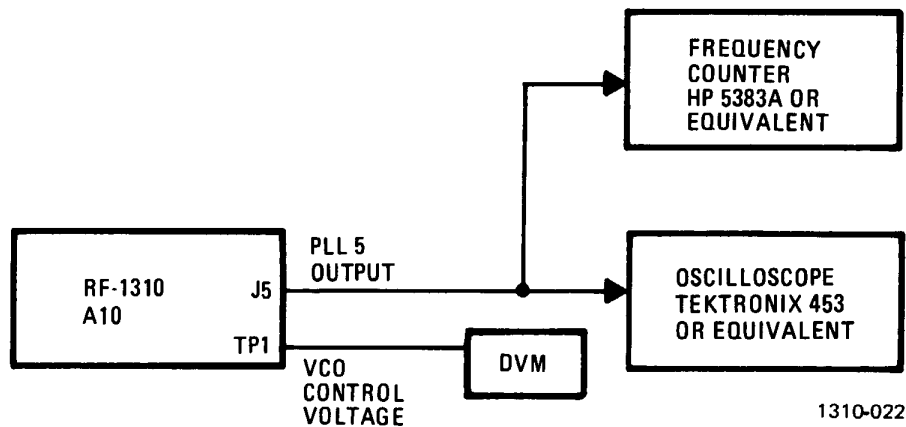 FREQUENCY
COUNTER
HP 5383A OR
EQUIVALENT
RF-1310
A10
J5
TP1
PLL 5
OUTPUT
VCO
CONTROL
VOLTAGE
DVM
OSCILLOSCOPE
TEKTRONIX 453
OR EQUIVALENT
1310-022